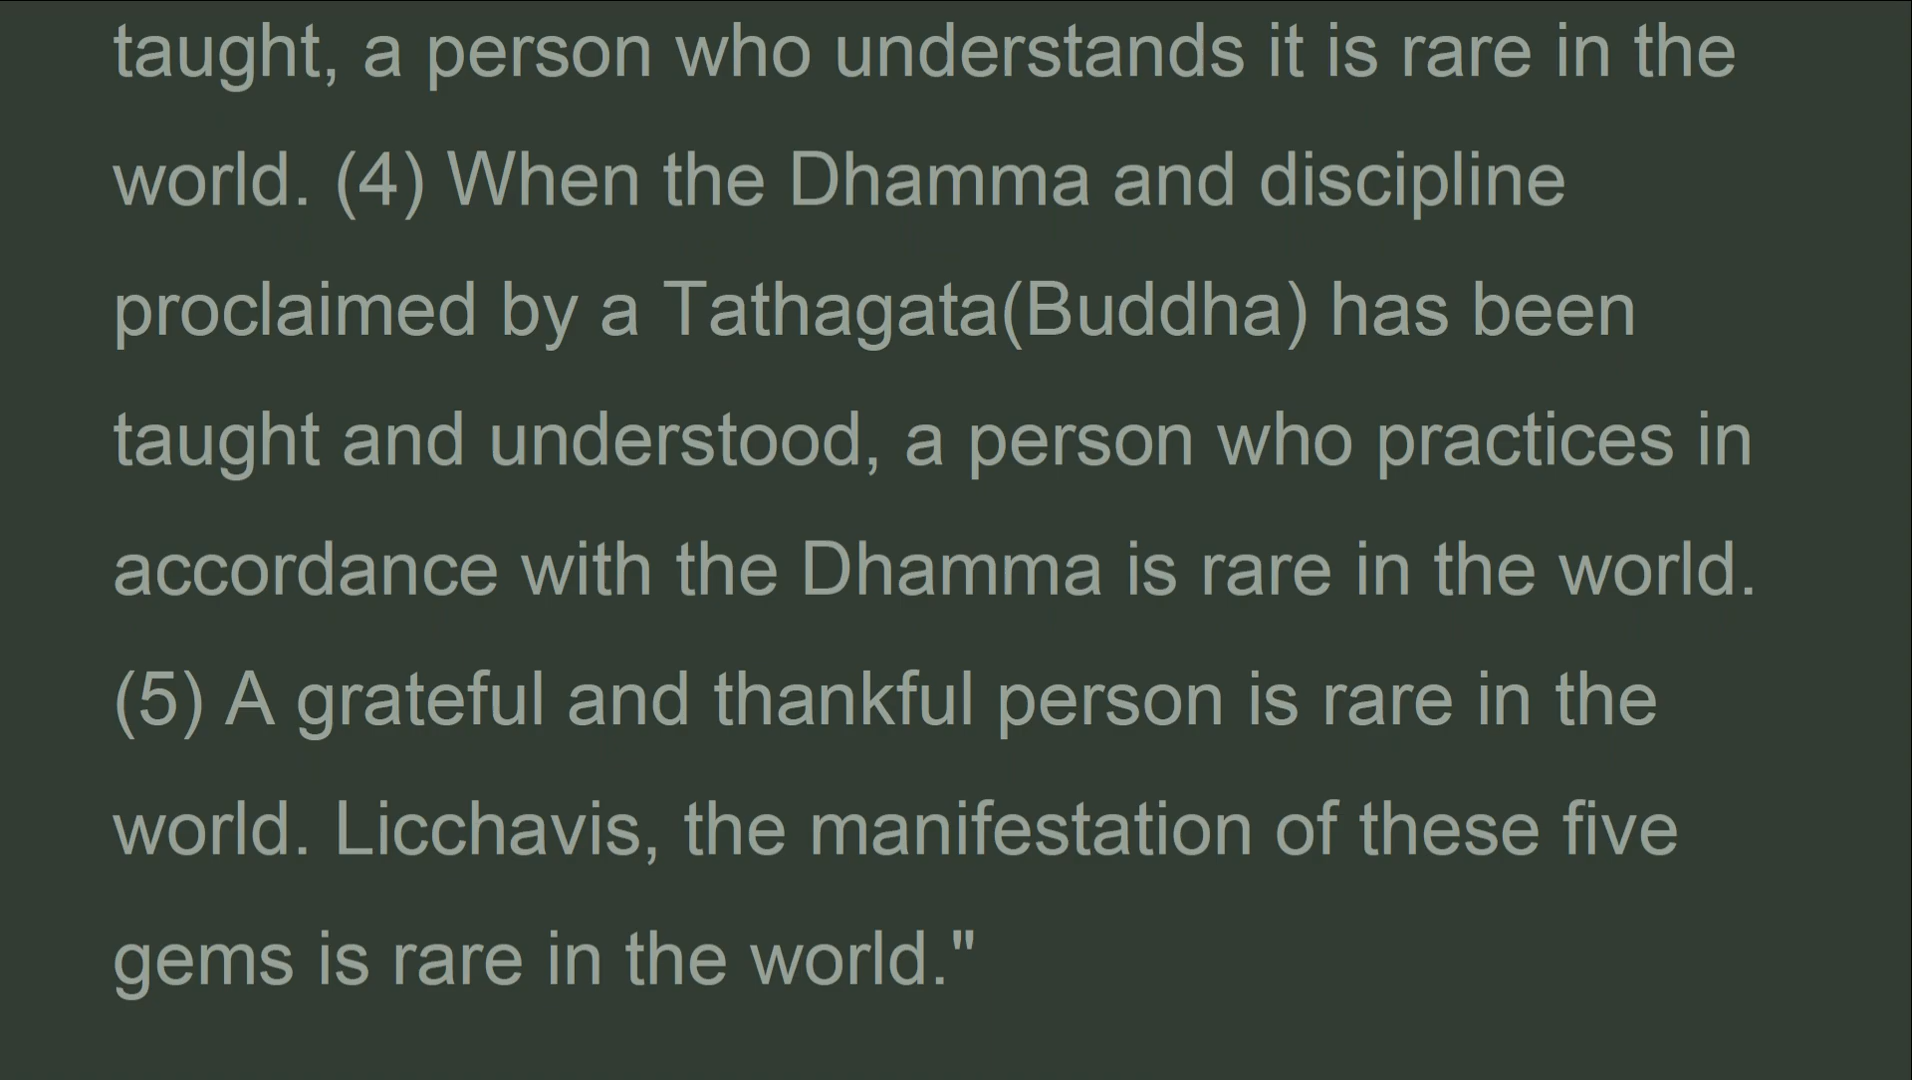 taught, a person who understands it is rare in the
world. (4) When the Dhamma and discipline
proclaimed by a Tathagata(Buddha) has been
taught and understood, a person who practices in
accordance with the Dhamma is rare in the world.
(5) A grateful and thankful person is rare in the
world. Licchavis, the manifestation of these five
gems is rare in the world."